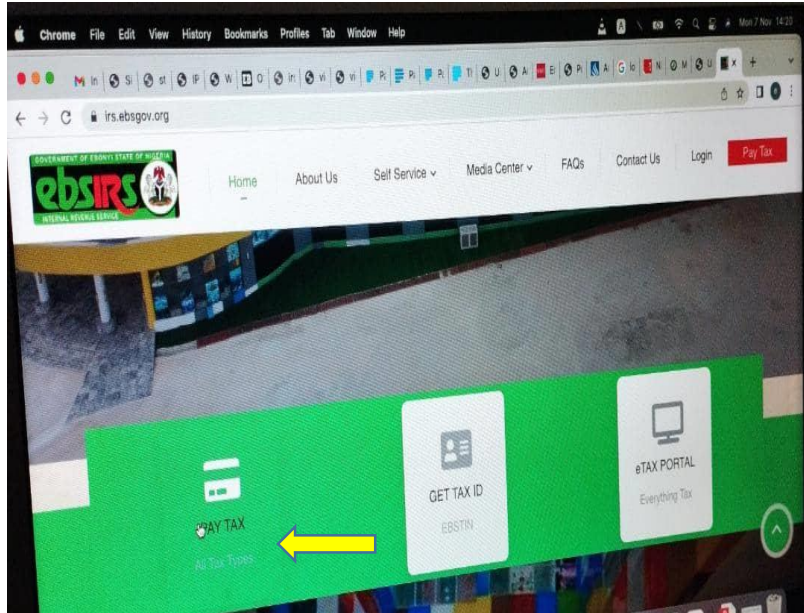 Chrome File Edit View History Bookmarks Profiles Tab Window Help
Mon 7 Nov 14:20
irs.ebsgov.org
GOVERNMENT OF EBONYI STATE OF NIGERIA
ebsIRS
INTERNAL REVENUE SERVICE
Home About Us Self Service Media Center FAQs Contact Us Login Pay Tax
PAY TAX
All Tax Types
GET TAX ID
EBSTIN
eTAX PORTAL
Everything Tax